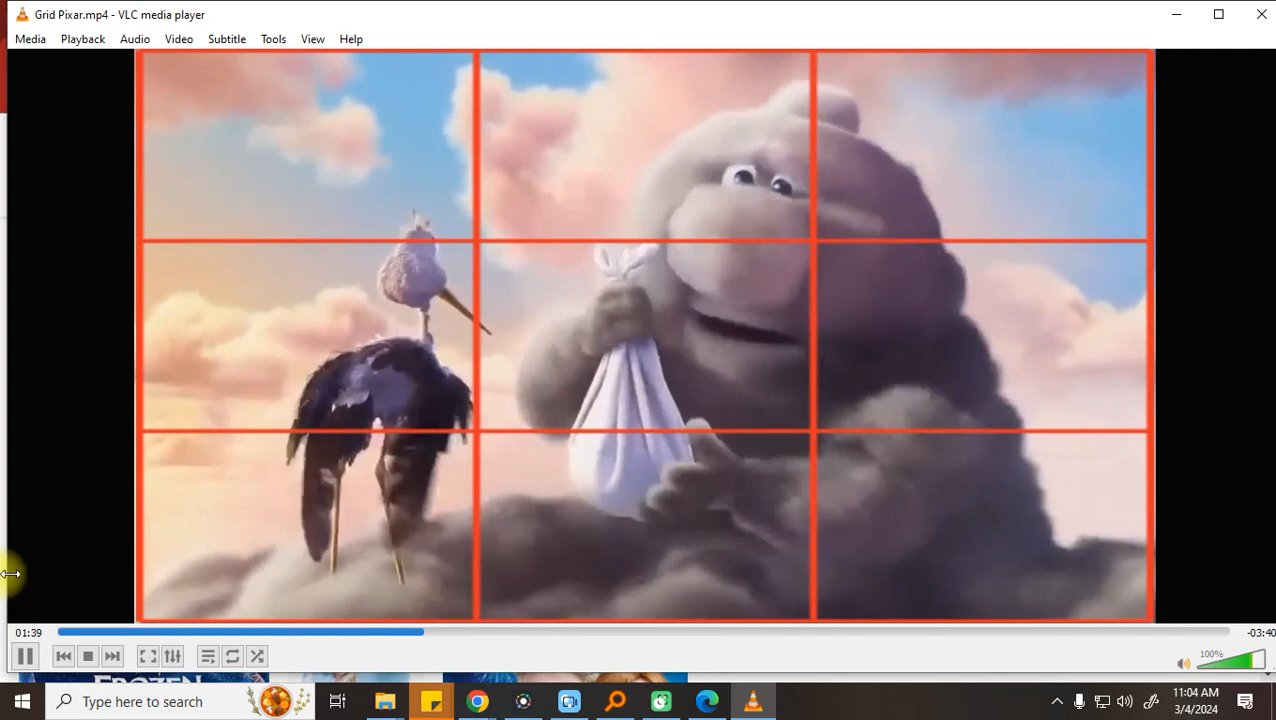 Grid Pixar.mp4 - VLC media player
Media Playback Audio Video Subtitle Tools View Help
01:39
-03:40
100%
FROZEN
Type here to search
11:04 AM
3/4/2024